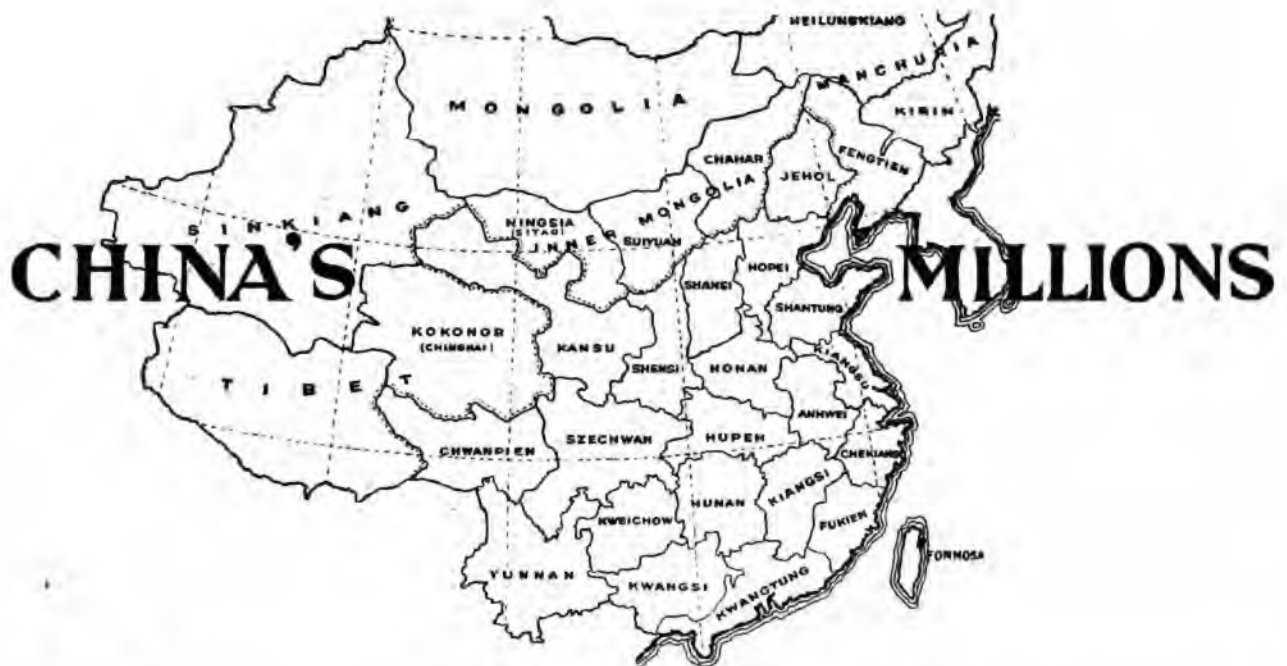 HEILUNGKIANG
MANCHURIA
MONGOLIA
KIRIN
CHAHAR
FENGTIEN
JEHOL
SINKIANG
NINGSIA
(SITAO)
INNER MONGOLIA
SUIYUAN
CHINA'S MILLIONS
HOPEI
SHANSI
SHANTUNG
KOKONOR
(CHINGHAI)
KANSU
SHENSI
HONAN
KIANGSU
TIBET
ANHWEI
SZECHWAN
HUPEH
CHWANPIEN
CHEKIANG
HUNAN
KIANGSI
KWEICHOW
FUKIEN
FORMOSA
YUNNAN
KWANGSI
KWANGTUNG